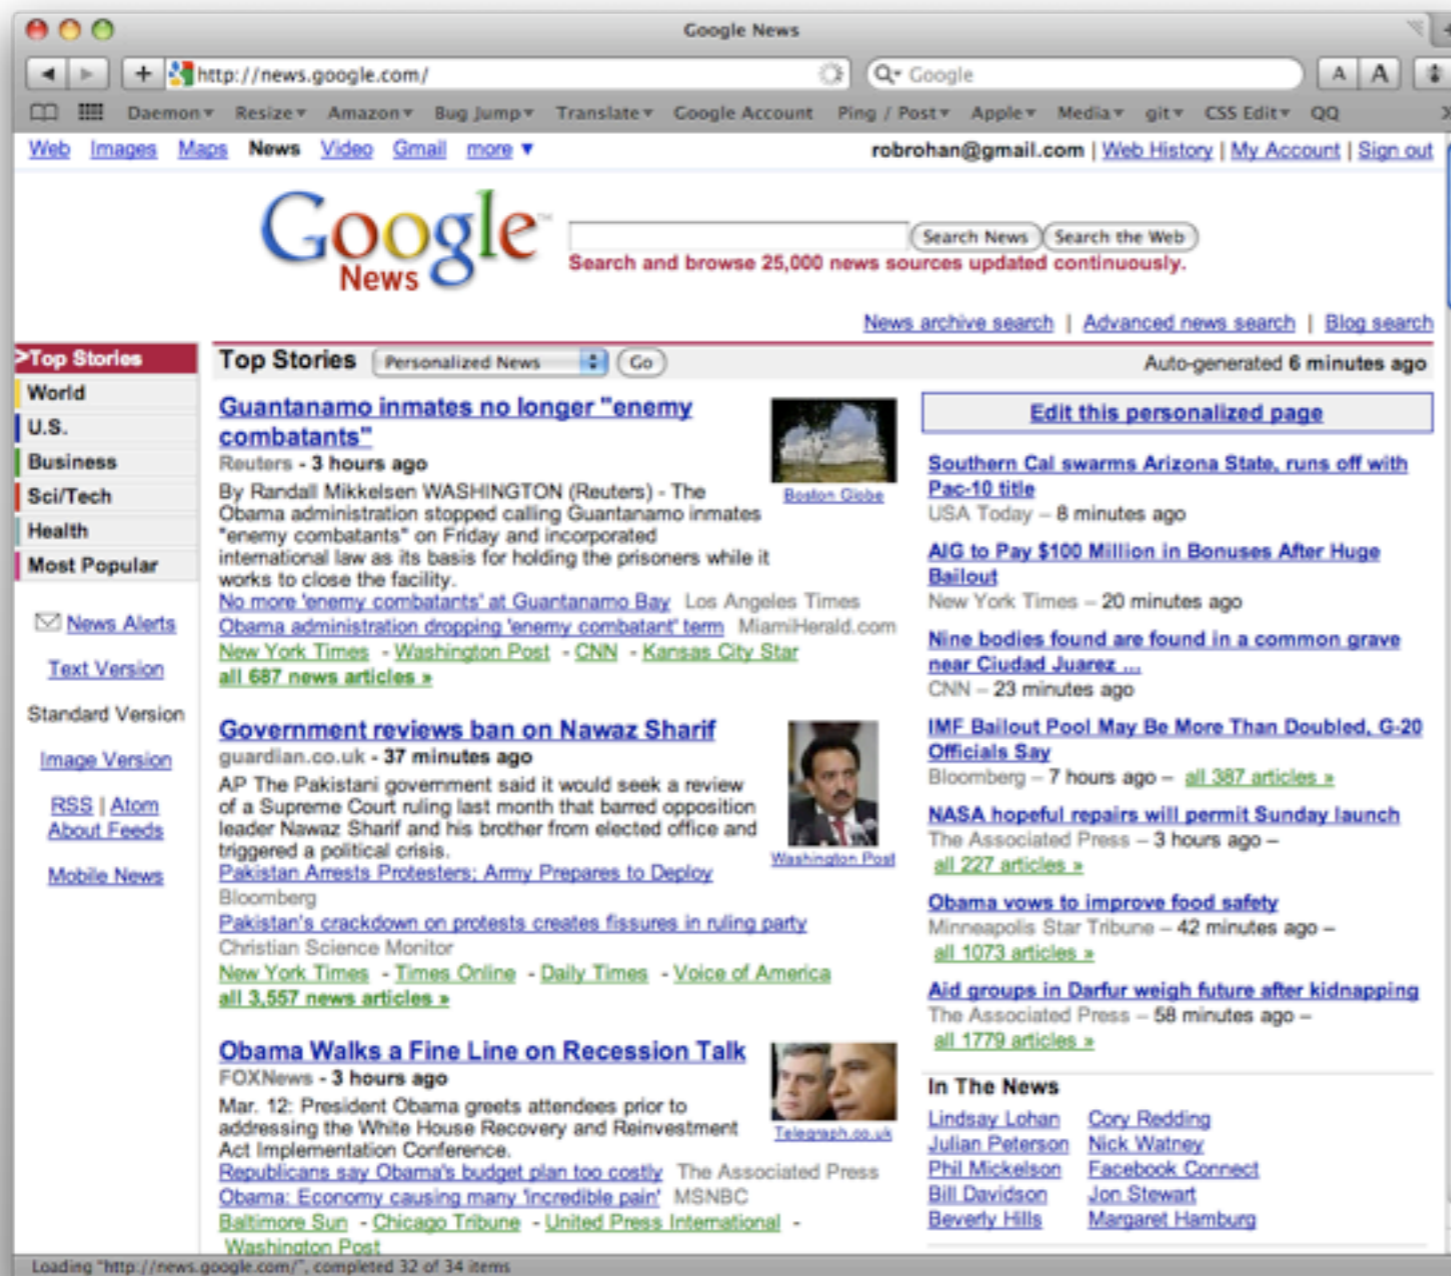 Google News
http://news.google.com/
Google
A A
Daemon Resize Amazon Bug Jump Translate Google Account Ping / Post Apple Media git CSS Edit QQ
Web Images Maps News Video Gmail more ▼
robrohan@gmail.com | Web History | My Account | Sign out
Google™
News
Search News Search the Web
Search and browse 25,000 news sources updated continuously.
News archive search | Advanced news search | Blog search
>Top Stories
World
U.S.
Business
Sci/Tech
Health
Most Popular
News Alerts
Text Version
Standard Version
Image Version
RSS | Atom
About Feeds
Mobile News
Top Stories Personalized News Go
Auto-generated 6 minutes ago
Guantanamo inmates no longer "enemy
combatants"
Reuters - 3 hours ago
By Randall Mikkelsen WASHINGTON (Reuters) - The
Obama administration stopped calling Guantanamo inmates
"enemy combatants" on Friday and incorporated
international law as its basis for holding the prisoners while it
works to close the facility.
No more 'enemy combatants' at Guantanamo Bay Los Angeles Times
Obama administration dropping 'enemy combatant' term MiamiHerald.com
New York Times - Washington Post - CNN - Kansas City Star
all 687 news articles »
Boston Globe
Government reviews ban on Nawaz Sharif
guardian.co.uk - 37 minutes ago
AP The Pakistani government said it would seek a review
of a Supreme Court ruling last month that barred opposition
leader Nawaz Sharif and his brother from elected office and
triggered a political crisis.
Pakistan Arrests Protesters; Army Prepares to Deploy
Bloomberg
Pakistan's crackdown on protests creates fissures in ruling party
Christian Science Monitor
New York Times - Times Online - Daily Times - Voice of America
all 3,557 news articles »
Washington Post
Obama Walks a Fine Line on Recession Talk
FOXNews - 3 hours ago
Mar. 12: President Obama greets attendees prior to
addressing the White House Recovery and Reinvestment
Act Implementation Conference.
Republicans say Obama's budget plan too costly The Associated Press
Obama: Economy causing many 'incredible pain' MSNBC
Baltimore Sun - Chicago Tribune - United Press International -
Washington Post
Telegraph.co.uk
Edit this personalized page
Southern Cal swarms Arizona State, runs off with
Pac-10 title
USA Today – 8 minutes ago
AIG to Pay $100 Million in Bonuses After Huge
Bailout
New York Times – 20 minutes ago
Nine bodies found are found in a common grave
near Ciudad Juarez ...
CNN – 23 minutes ago
IMF Bailout Pool May Be More Than Doubled, G-20
Officials Say
Bloomberg – 7 hours ago – all 387 articles »
NASA hopeful repairs will permit Sunday launch
The Associated Press – 3 hours ago –
all 227 articles »
Obama vows to improve food safety
Minneapolis Star Tribune – 42 minutes ago –
all 1073 articles »
Aid groups in Darfur weigh future after kidnapping
The Associated Press – 58 minutes ago –
all 1779 articles »
In The News
Lindsay Lohan Cory Redding
Julian Peterson Nick Watney
Phil Mickelson Facebook Connect
Bill Davidson Jon Stewart
Beverly Hills Margaret Hamburg
Loading "http://news.google.com/", completed 32 of 34 items